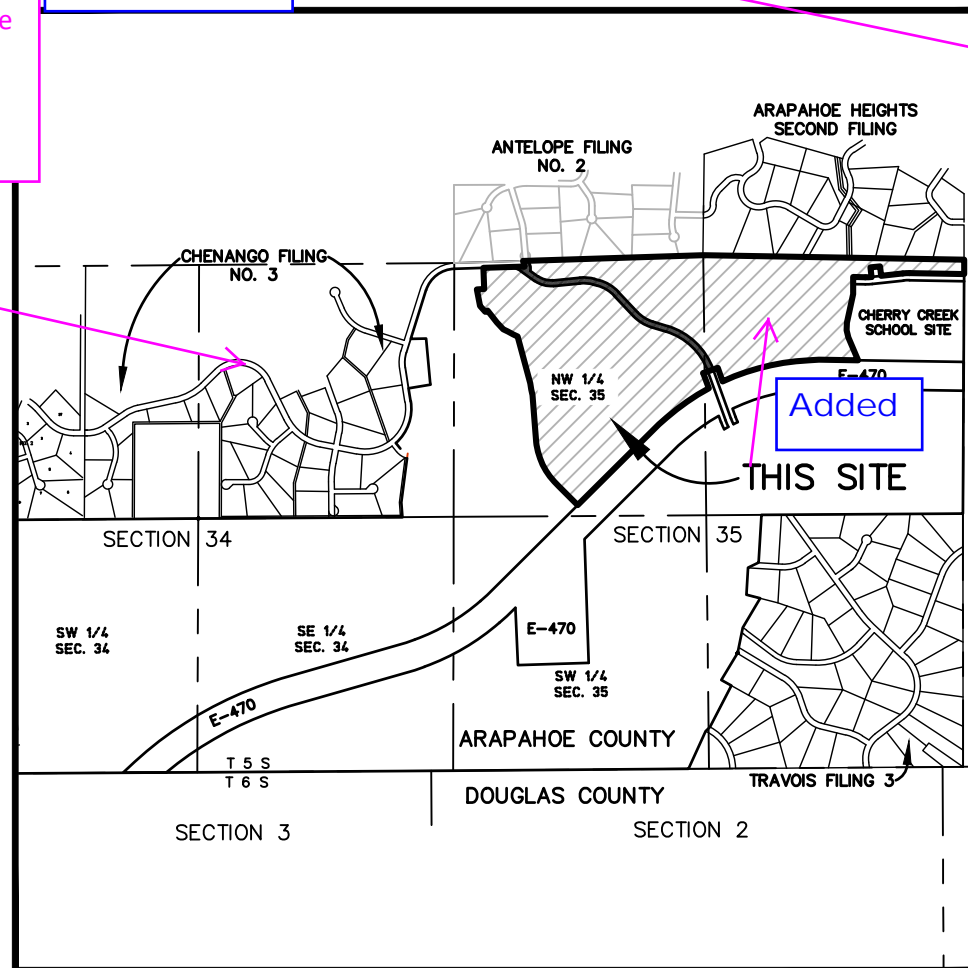 e
ARAPAHOE HEIGHTS
SECOND FILING
ANTELOPE FILING
NO. 2
CHENANGO FILING
NO. 3
CHERRY CREEK
SCHOOL SITE
E-470
NW 1/4
SEC. 35
Added
THIS SITE
SECTION 34
SECTION 35
SW 1/4
SEC. 34
SE 1/4
SEC. 34
E-470
SW 1/4
SEC. 35
E-470
ARAPAHOE COUNTY
T 5 S
T 6 S
TRAVOIS FILING 3
DOUGLAS COUNTY
SECTION 3
SECTION 2